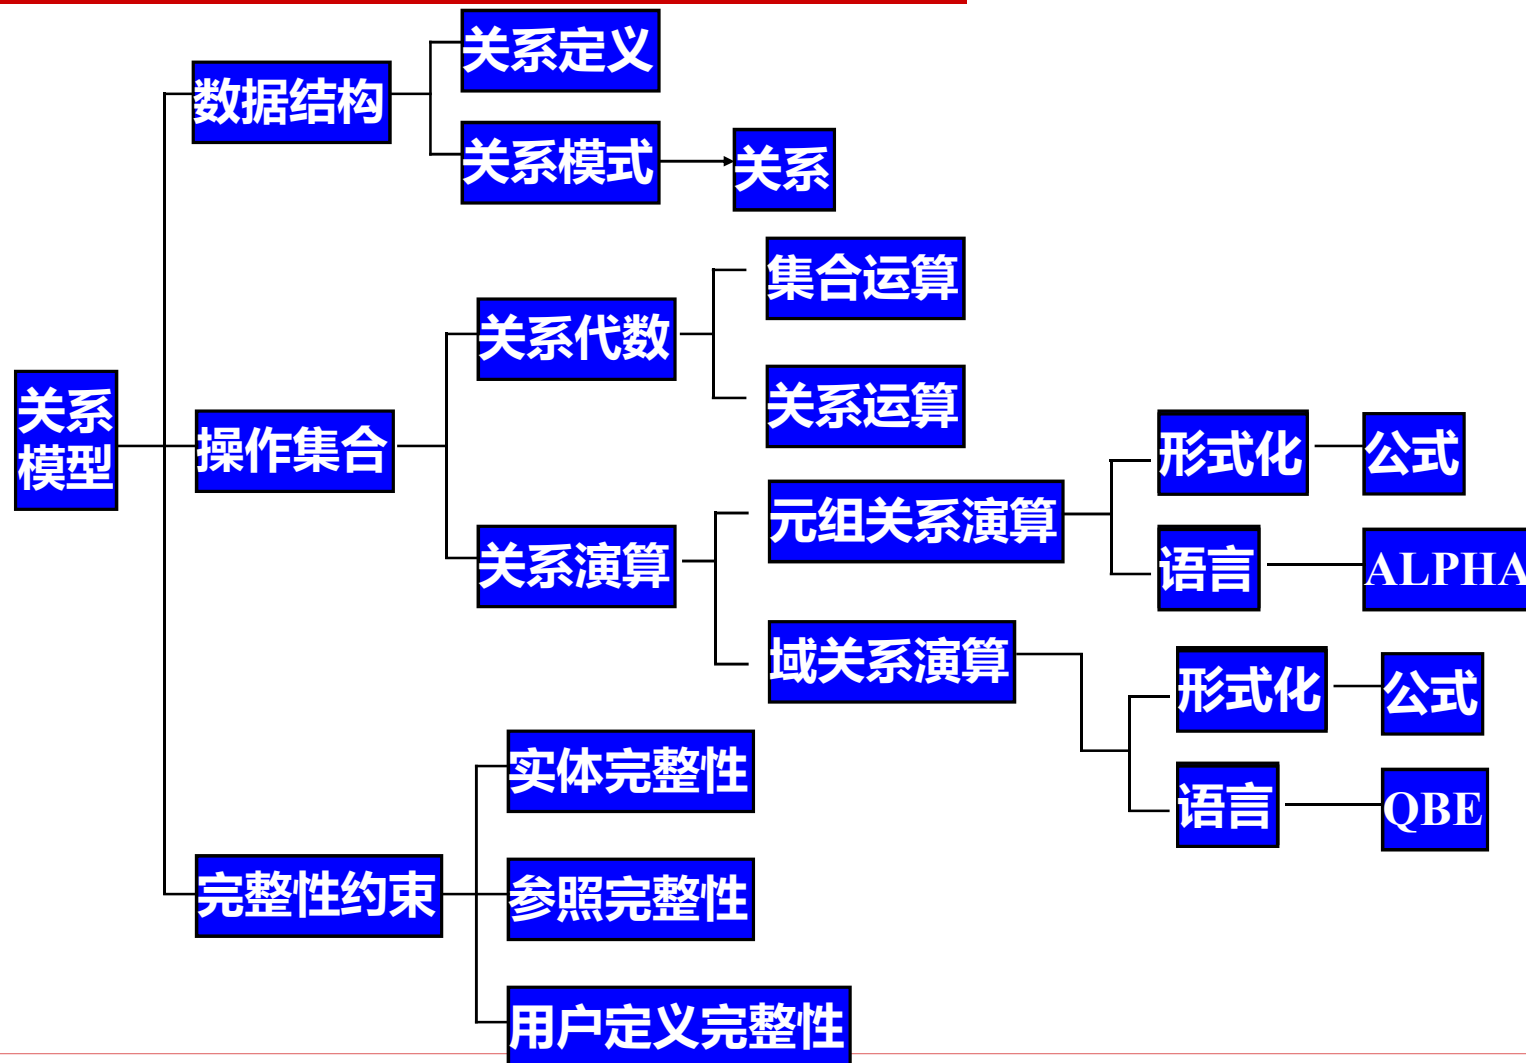 关系定义
数据结构
关系模式
关系
集合运算
关系代数
关系运算
关系
模型
操作集合
形式化
公式
元组关系演算
语言
ALPHA
关系演算
域关系演算
形式化
公式
语言
QBE
实体完整性
完整性约束
参照完整性
用户定义完整性